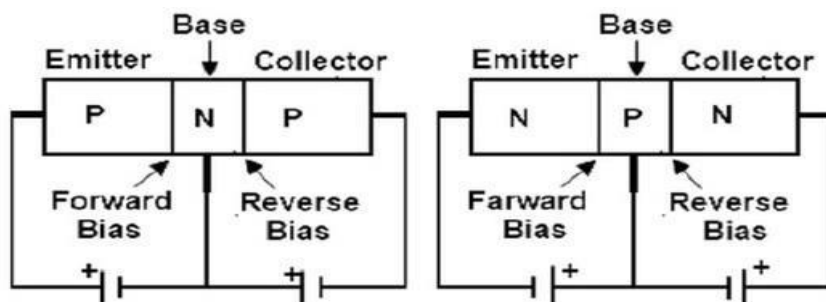 Base
Emitter Collector
P N P
Forward Bias
Reverse Bias
+ +
Base
Emitter Collector
N P N
Farward Bias
Reverse Bias
+ +